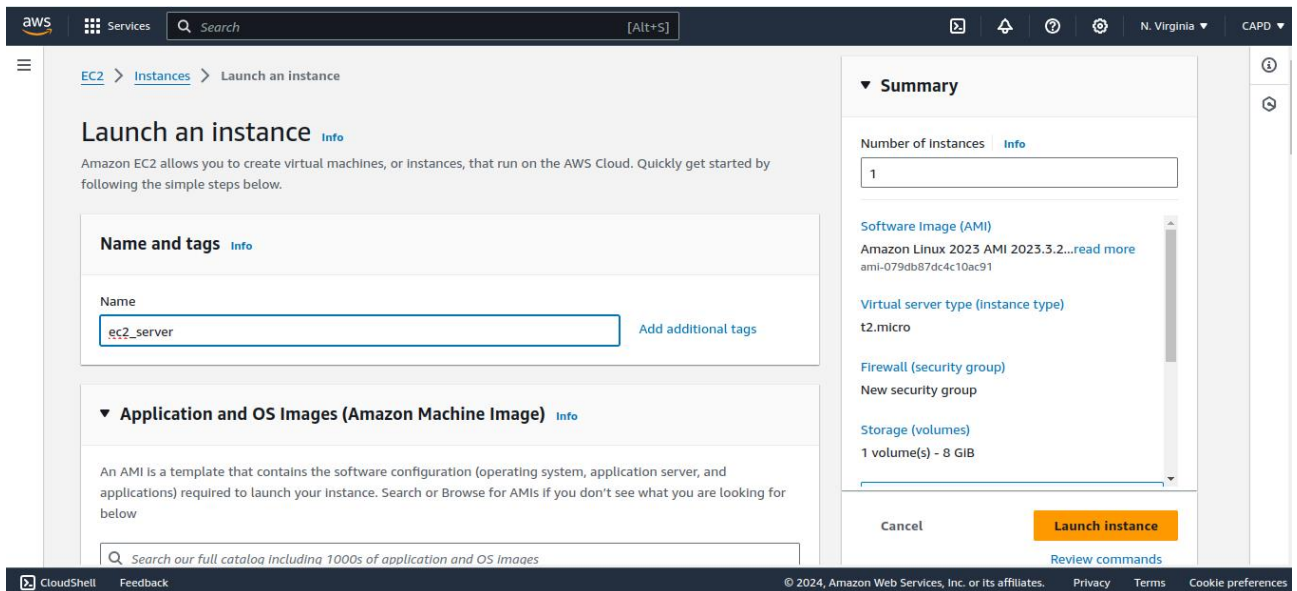 aws
Services
Search
[Alt+S]
N. Virginia
CAPD
EC2 > Instances > Launch an instance
Launch an instance Info
Amazon EC2 allows you to create virtual machines, or instances, that run on the AWS Cloud. Quickly get started by
following the simple steps below.
Name and tags Info
Name
ec2_server
Add additional tags
Application and OS Images (Amazon Machine Image) Info
An AMI is a template that contains the software configuration (operating system, application server, and
applications) required to launch your instance. Search or Browse for AMIs if you don't see what you are looking for
below
Search our full catalog including 1000s of application and OS images
Summary
Number of instances Info
1
Software Image (AMI)
Amazon Linux 2023 AMI 2023.3.2...read more
ami-079db87dc4c10ac91
Virtual server type (instance type)
t2.micro
Firewall (security group)
New security group
Storage (volumes)
1 volume(s) - 8 GiB
Cancel
Launch instance
Review commands
CloudShell
Feedback
© 2024, Amazon Web Services, Inc. or its affiliates.
Privacy
Terms
Cookie preferences